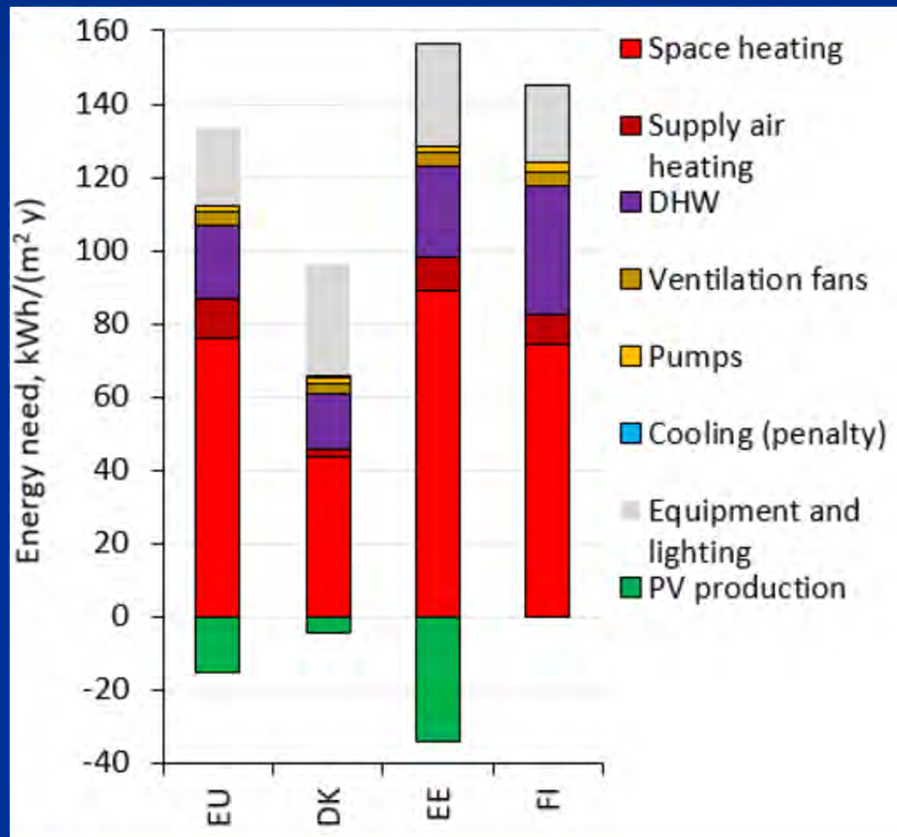 Energy need, kWh/(m² y)
160
140
120
100
80
60
40
20
0
-20
-40
EU
DK
EE
FI
Space heating
Supply air
heating
DHW
Ventilation fans
Pumps
Cooling (penalty)
Equipment and
lighting
PV production